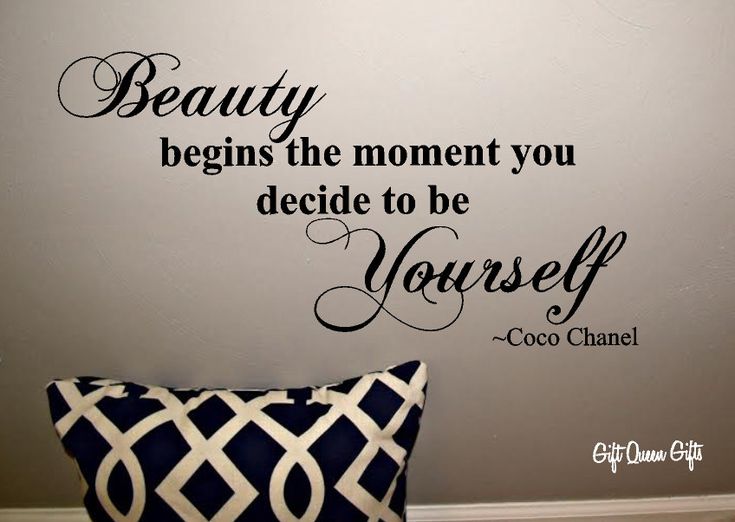 Beauty
begins the moment you
decide to be
Yourself
~Coco Chanel
Gift Queen Gifts